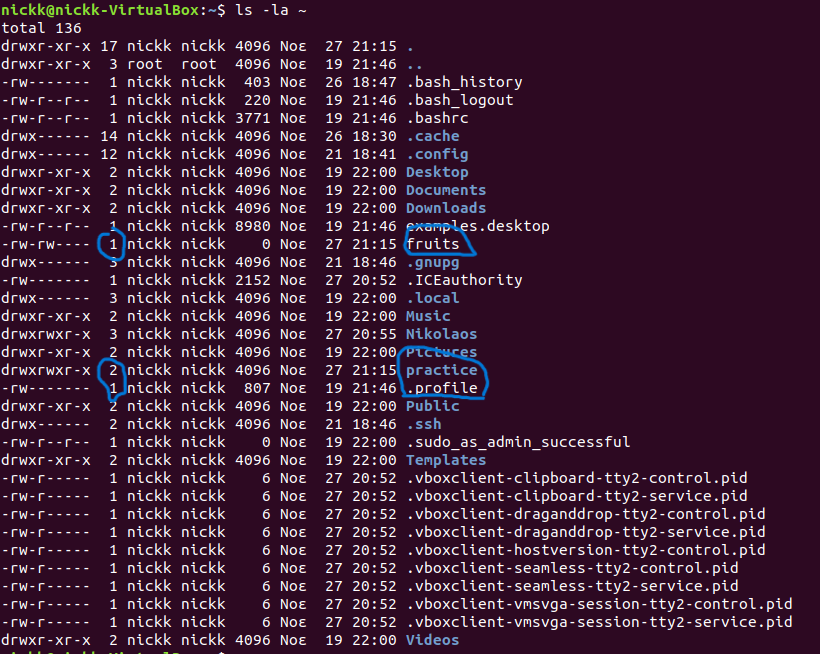 nickk@nickk-VirtualBox:~$ ls -la ~
total 136
drwxr-xr-x 17 nickk nickk 4096 Νοε  27 21:15 .
drwxr-xr-x  3 root  root  4096 Νοε  19 21:46 ..
-rw-------  1 nickk nickk  403 Νοε  26 18:47 .bash_history
-rw-r--r--  1 nickk nickk  220 Νοε  19 21:46 .bash_logout
-rw-r--r--  1 nickk nickk 3771 Νοε  19 21:46 .bashrc
drwx------ 14 nickk nickk 4096 Νοε  26 18:30 .cache
drwx------ 12 nickk nickk 4096 Νοε  21 18:41 .config
drwxr-xr-x  2 nickk nickk 4096 Νοε  19 22:00 Desktop
drwxr-xr-x  2 nickk nickk 4096 Νοε  19 22:00 Documents
drwxr-xr-x  2 nickk nickk 4096 Νοε  19 22:00 Downloads
-rw-r--r--  1 nickk nickk 8980 Νοε  19 21:46 examples.desktop
-rw-rw----  1 nickk nickk    0 Νοε  27 21:15 fruits
drwx------  3 nickk nickk 4096 Νοε  21 18:46 .gnupg
-rw-------  1 nickk nickk 2152 Νοε  27 20:52 .ICEauthority
drwx------  3 nickk nickk 4096 Νοε  19 22:00 .local
drwxr-xr-x  2 nickk nickk 4096 Νοε  19 22:00 Music
drwxrwxr-x  3 nickk nickk 4096 Νοε  27 20:55 Nikolaos
drwxr-xr-x  2 nickk nickk 4096 Νοε  19 22:00 Pictures
drwxrwxr-x  2 nickk nickk 4096 Νοε  27 21:15 practice
-rw-------  1 nickk nickk  807 Νοε  19 21:46 .profile
drwxr-xr-x  2 nickk nickk 4096 Νοε  19 22:00 Public
drwx------  2 nickk nickk 4096 Νοε  21 18:46 .ssh
-rw-r--r--  1 nickk nickk    0 Νοε  19 22:00 .sudo_as_admin_successful
drwxr-xr-x  2 nickk nickk 4096 Νοε  19 22:00 Templates
-rw-r-----  1 nickk nickk    6 Νοε  27 20:52 .vboxclient-clipboard-tty2-control.pid
-rw-r-----  1 nickk nickk    6 Νοε  27 20:52 .vboxclient-clipboard-tty2-service.pid
-rw-r-----  1 nickk nickk    6 Νοε  27 20:52 .vboxclient-draganddrop-tty2-control.pid
-rw-r-----  1 nickk nickk    6 Νοε  27 20:52 .vboxclient-draganddrop-tty2-service.pid
-rw-r-----  1 nickk nickk    6 Νοε  27 20:52 .vboxclient-hostversion-tty2-control.pid
-rw-r-----  1 nickk nickk    6 Νοε  27 20:52 .vboxclient-seamless-tty2-control.pid
-rw-r-----  1 nickk nickk    6 Νοε  27 20:52 .vboxclient-seamless-tty2-service.pid
-rw-r-----  1 nickk nickk    6 Νοε  27 20:52 .vboxclient-vmsvga-session-tty2-control.pid
-rw-r-----  1 nickk nickk    6 Νοε  27 20:52 .vboxclient-vmsvga-session-tty2-service.pid
drwxr-xr-x  2 nickk nickk 4096 Νοε  19 22:00 Videos